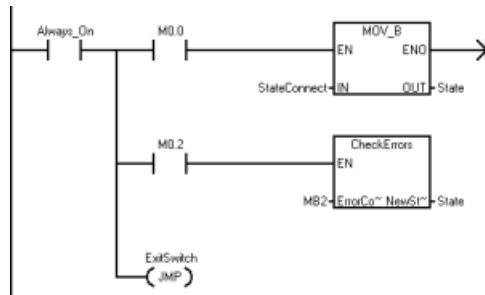 Always_On M0.0 MOV_B
EN ENO
StateConnect IN OUT State
M0.2 CheckErrors
EN
MB2 ErrorCo~ NewSt~ State
ExitSwitch
JMP